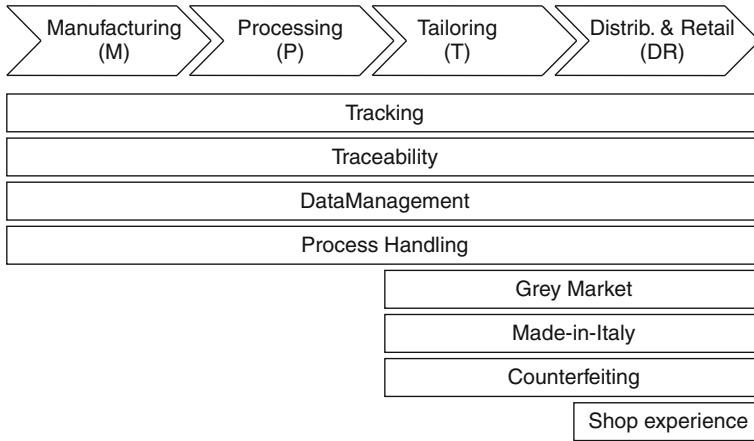 Manufacturing
(M)
Processing
(P)
Tailoring
(T)
Distrib. & Retail
(DR)
Tracking
Traceability
DataManagement
Process Handling
Grey Market
Made-in-Italy
Counterfeiting
Shop experience